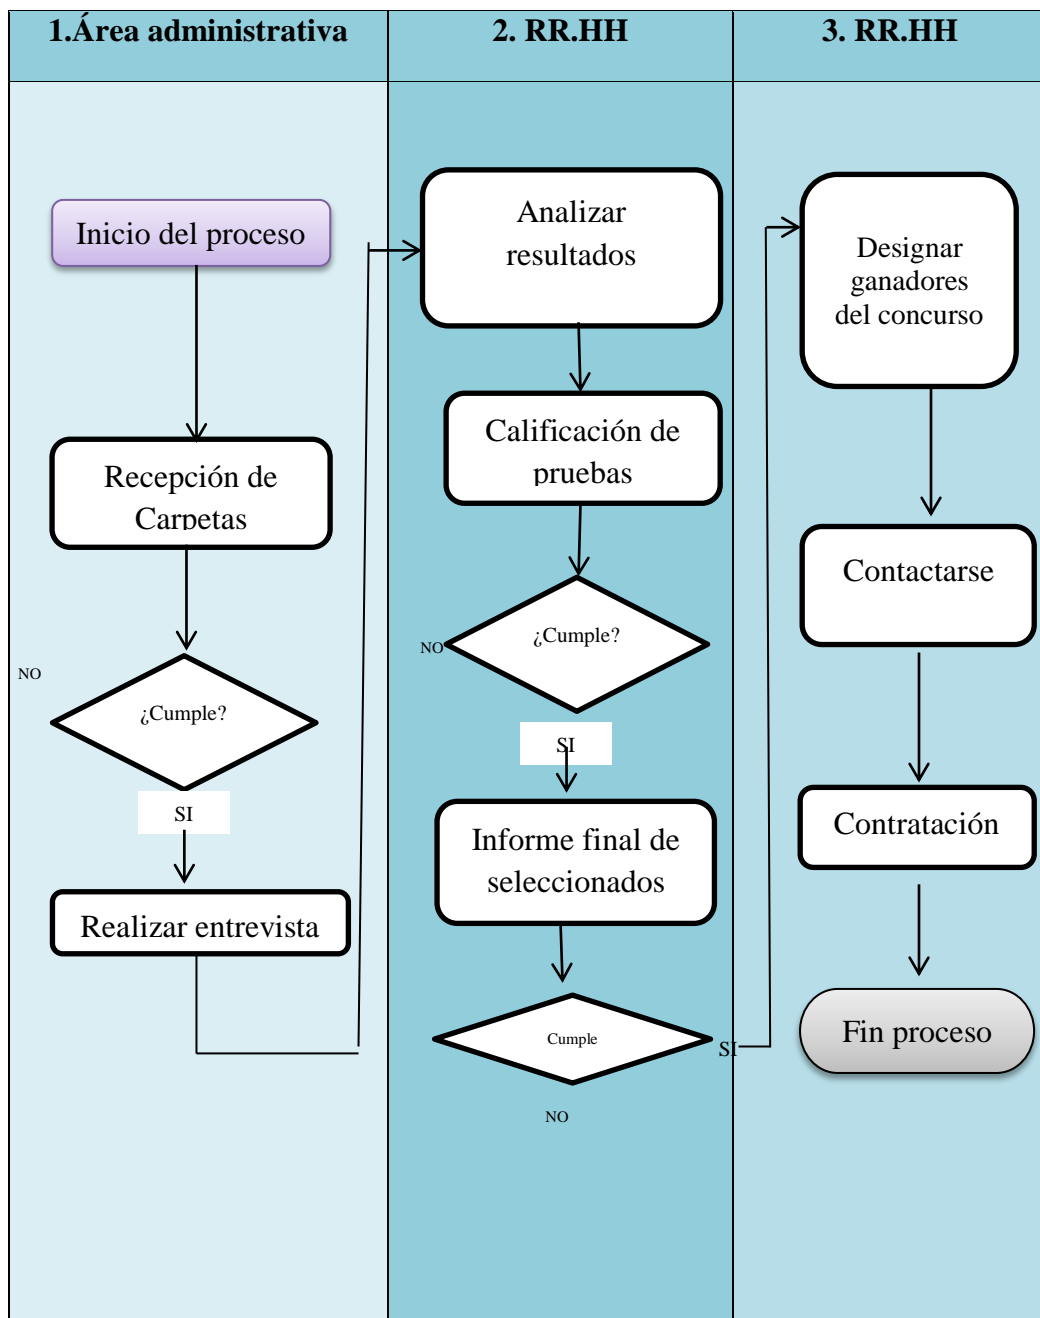 1.Área administrativa
2. RR.HH
3. RR.HH
Inicio del proceso
Recepción de
Carpetas
NO
¿Cumple?
SI
Realizar entrevista
Analizar
resultados
Calificación de
pruebas
NO
¿Cumple?
SI
Informe final de
seleccionados
Cumple
SI
NO
Designar
ganadores
del concurso
Contactarse
Contratación
Fin proceso